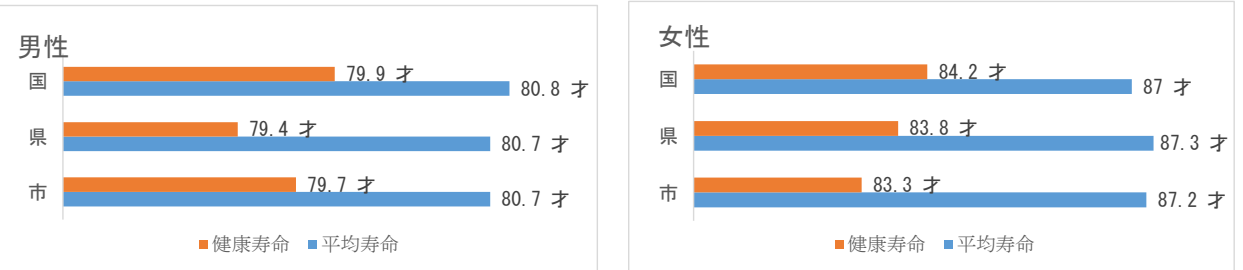 男性
国
79.9 才
80.8 才
県
79.4 才
80.7 才
市
79.7 才
80.7 才
健康寿命 平均寿命
女性
国
84.2 才
87 才
県
83.8 才
87.3 才
市
83.3 才
87.2 才
健康寿命 平均寿命